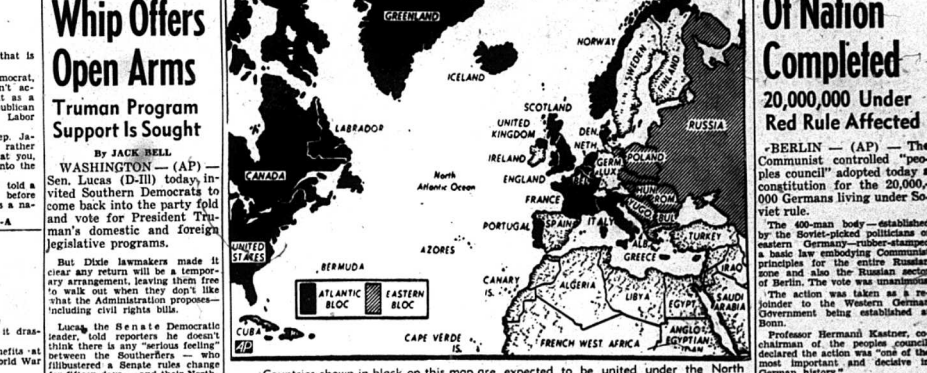 that is
mocrat,
n't ac-
t as a
ublican
Labor
ep. Ja-
rather
at you,
nto the
told a
before
s a na-
-A
it dras-
nefits at
orld War
Whip Offers
Open Arms
Truman Program
Support Is Sought
By JACK BELL
WASHINGTON — (AP) —
Sen. Lucas (D-Ill) today in-
vited Southern Democrats to
come back into the party fold
and vote for President Tru-
man's domestic and foreign
legislative programs.
But Dixie lawmakers made it
clear any return will be a tempor-
ary arrangement, leaving them free
to walk out when they don't like
what the Administration proposes—
including civil rights bills.
Lucas, the Senate Democratic
leader, told reporters he doesn't
think there is any "serious feeling"
between the Southerners — who
filibustered a Senate rules change
GREENLAND
ICELAND
NORWAY
SWEDEN
FINLAND
SCOTLAND
UNITED
KINGDOM
DEN.
NETH.
RUSSIA
LABRADOR
IRELAND
GERM
POLAND
LUX
CANADA
North
Atlantic Ocean
ENGLAND
HUN
ROM.
FRANCE
YUGO
BUL
PORTUGAL
SPAIN
ITALY
ALB.
TURKEY
UNITED
STATES
AZORES
GREECE
BERMUDA
IRAQ
CANARY
IS.
ALGERIA
LIBYA
EGYPT
SAUDI
ARABIA
ATLANTIC
BLOC
EASTERN
BLOC
CUBA
CAPE VERDE
IS.
FRENCH WEST AFRICA
ANGLO-
EGYPTIAN
AP
Countries shown in black on this map are expected to be united under the North
Of Nation
Completed
20,000,000 Under
Red Rule Affected
BERLIN — (AP) — The
Communist controlled "peo-
ples council" adopted today a
constitution for the 20,000,-
000 Germans living under So-
viet rule.
The 400-man body—established
by the Soviet-picked politicians o
eastern Germany—rubber-stamped
a basic law embodying Communis
principles for the entire Russian
zone and also the Russian secto
of Berlin. The vote was unanimous
The action was taken as a re-
joinder to the Western German
Government being established a
Bonn.
Professor Hermann Kastner, co-
chairman of the peoples council
declared the action was "one of the
most important and decisive in
German history."